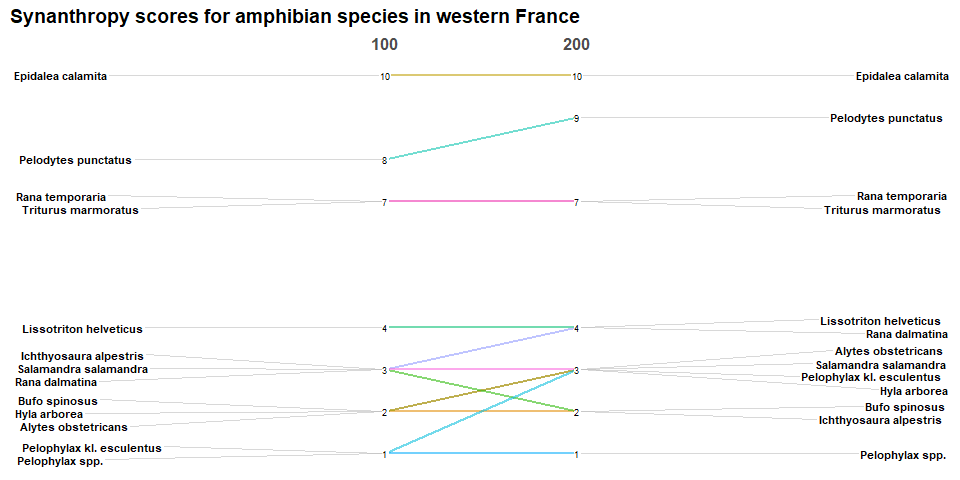 Synanthropy scores for amphibian species in western France
100 200
Epidalea calamita 10 10 Epidalea calamita
9 Pelodytes punctatus
Pelodytes punctatus 8
Rana temporaria Rana temporaria
7 7
Triturus marmoratus Triturus marmoratus
Lissotriton helveticus 4 4 Lissotriton helveticus
Rana dalmatina
Ichthyosaura alpestris Alytes obstetricans
Salamandra salamandra 3 3 Salamandra salamandra
Pelophylax kl. esculentus
Rana dalmatina Hyla arborea
Bufo spinosus Bufo spinosus
Hyla arborea 2 2
Alytes obstetricans Ichthyosaura alpestris
Pelophylax kl. esculentus
1 1 Pelophylax spp.
Pelophylax spp.